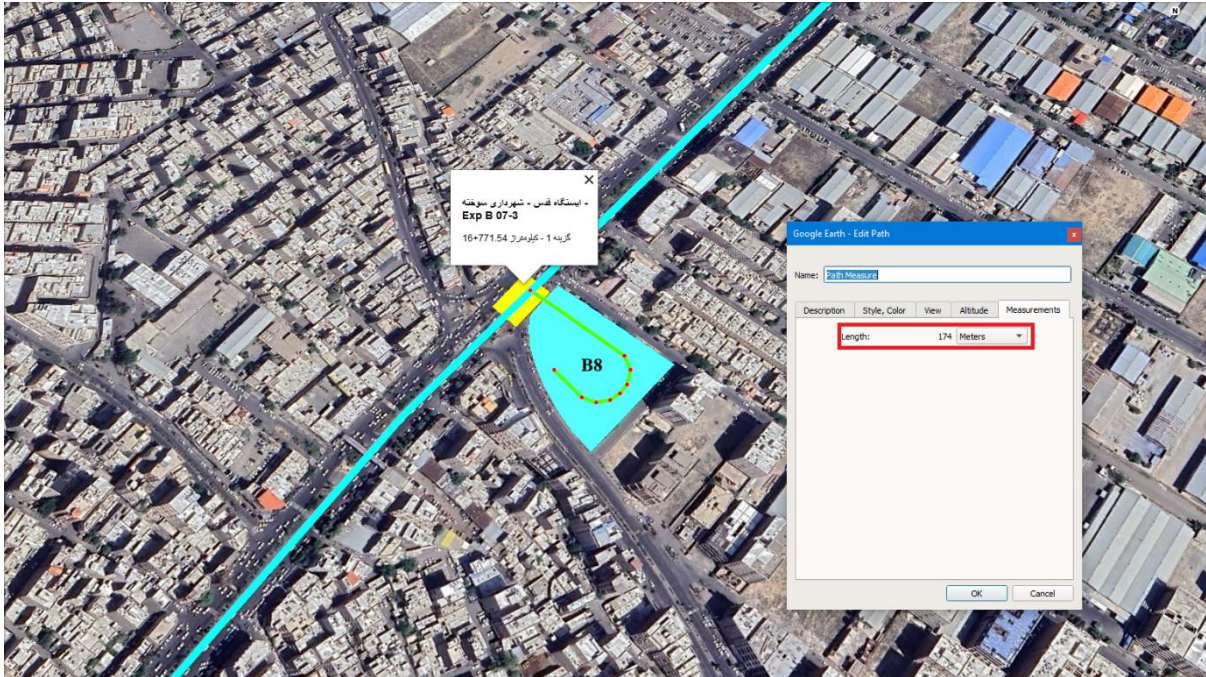 N
ایستگاه قدس - شهرداری سوخته -
Exp B 07-3
گزینه 1 - کیلومتراژ 16+771.54
B8
Google Earth - Edit Path
x
Name: Path Measure
Description Style, Color View Altitude Measurements
Length: 174 Meters
OK Cancel